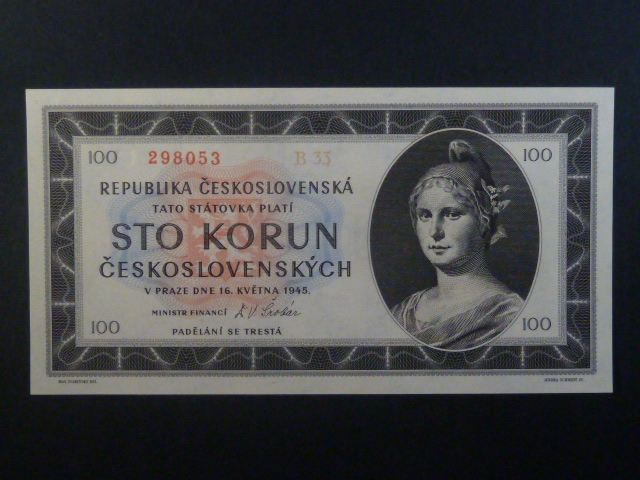 100 298053 B 33 100
REPUBLIKA ČESKOSLOVENSKÁ
TATO STÁTOVKA PLATÍ
STO KORUN
ČESKOSLOVENSKÝCH
V PRAZE DNE 16. KVĚTNA 1945.
MINISTR FINANCÍ
100 PADĚLÁNÍ SE TRESTÁ 100